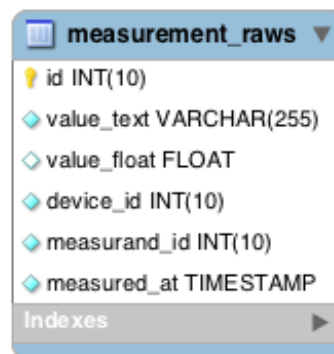 measurement_raws
id INT(10)
value_text VARCHAR(255)
value_float FLOAT
device_id INT(10)
measurand_id INT(10)
measured_at TIMESTAMP
Indexes